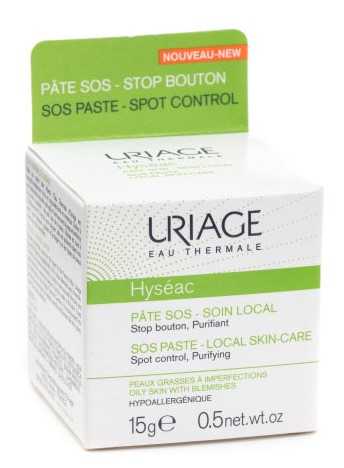 NOUVEAU-NEW
PÂTE SOS - STOP BOUTON
SOS PASTE - SPOT CONTROL
URIAGE
EAU THERMALE
Hyséac
URIAGE
EAU THERMALE
Hyséac
PÂTE SOS - SOIN LOCAL
Stop bouton, Purifiant
SOS PASTE - LOCAL SKIN-CARE
Spot control, Purifying
PEAUX GRASSES À IMPERFECTIONS
OILY SKIN WITH BLEMISHES
HYPOALLERGÉNIQUE
15g℮ 0.5net.wt.oz